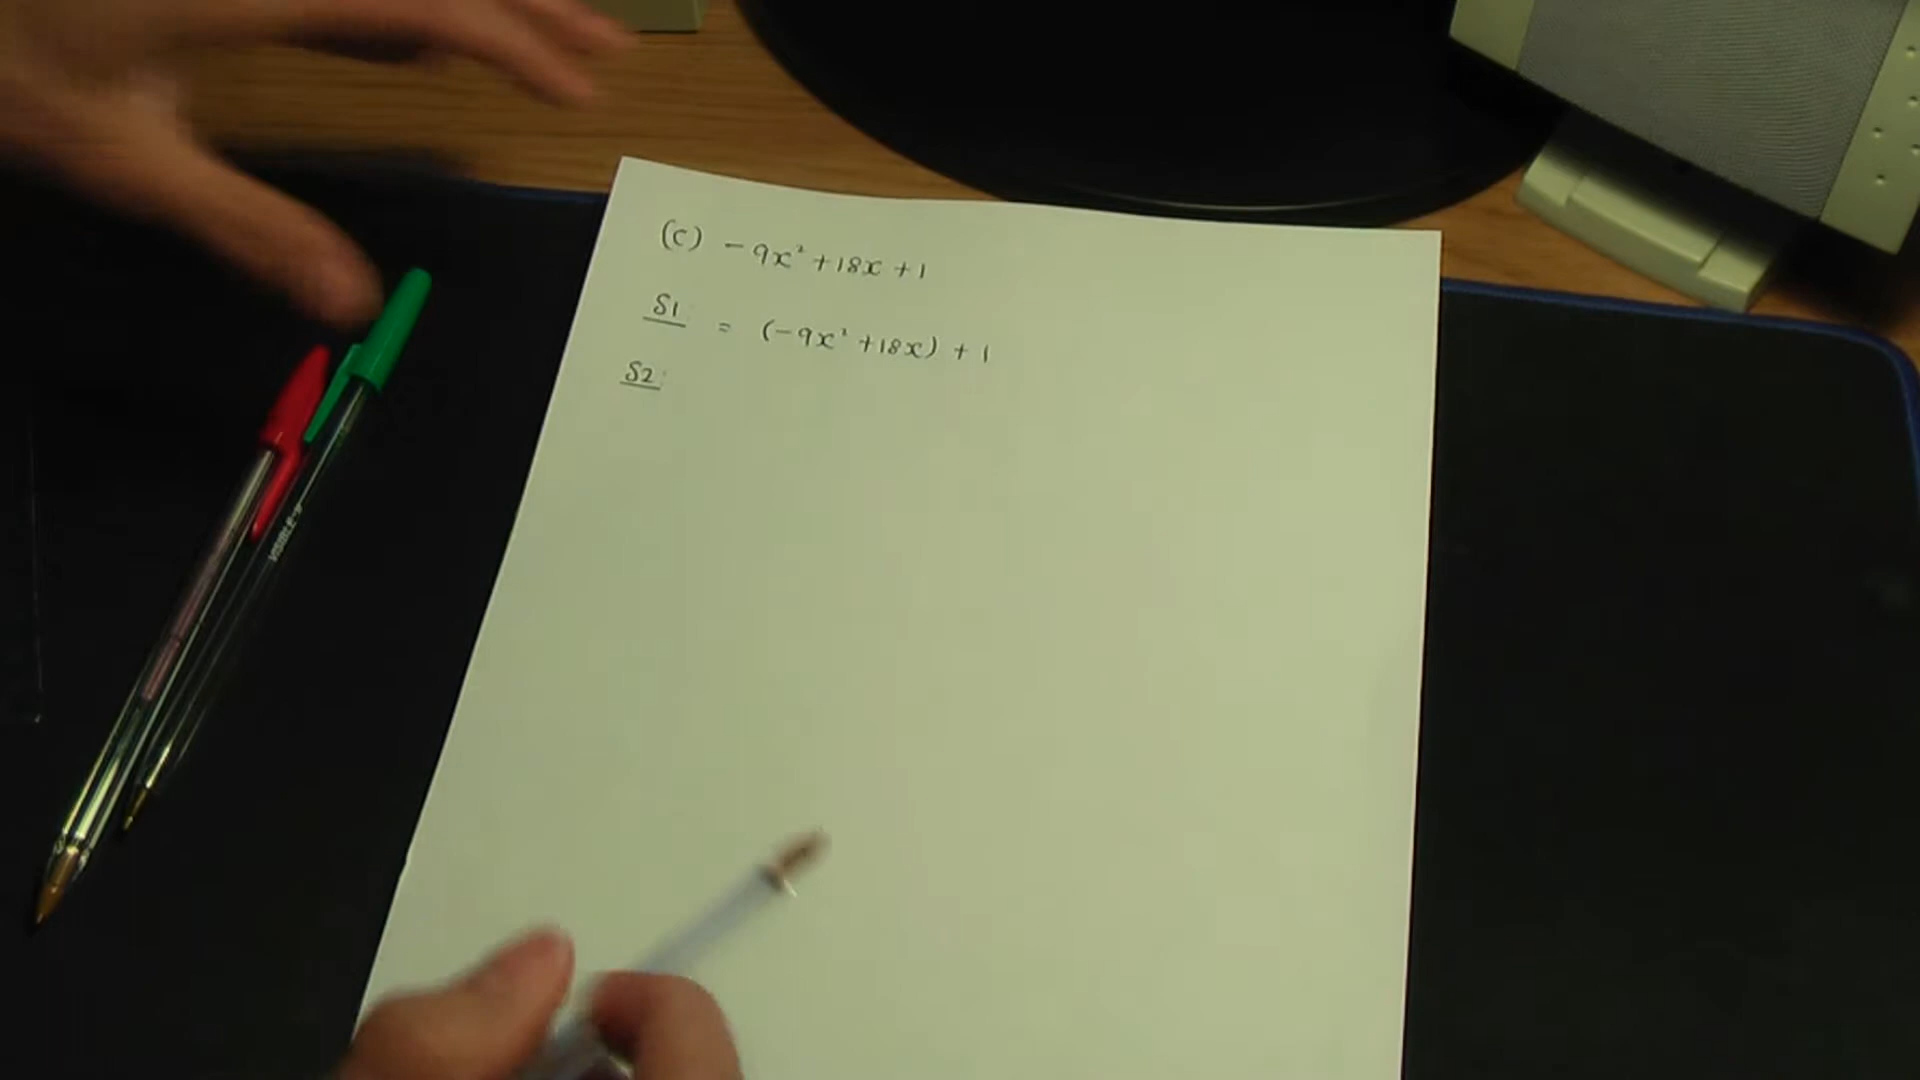 (c) -9x² +18x +1
S1: = (-9x² +18x) + 1
S2: